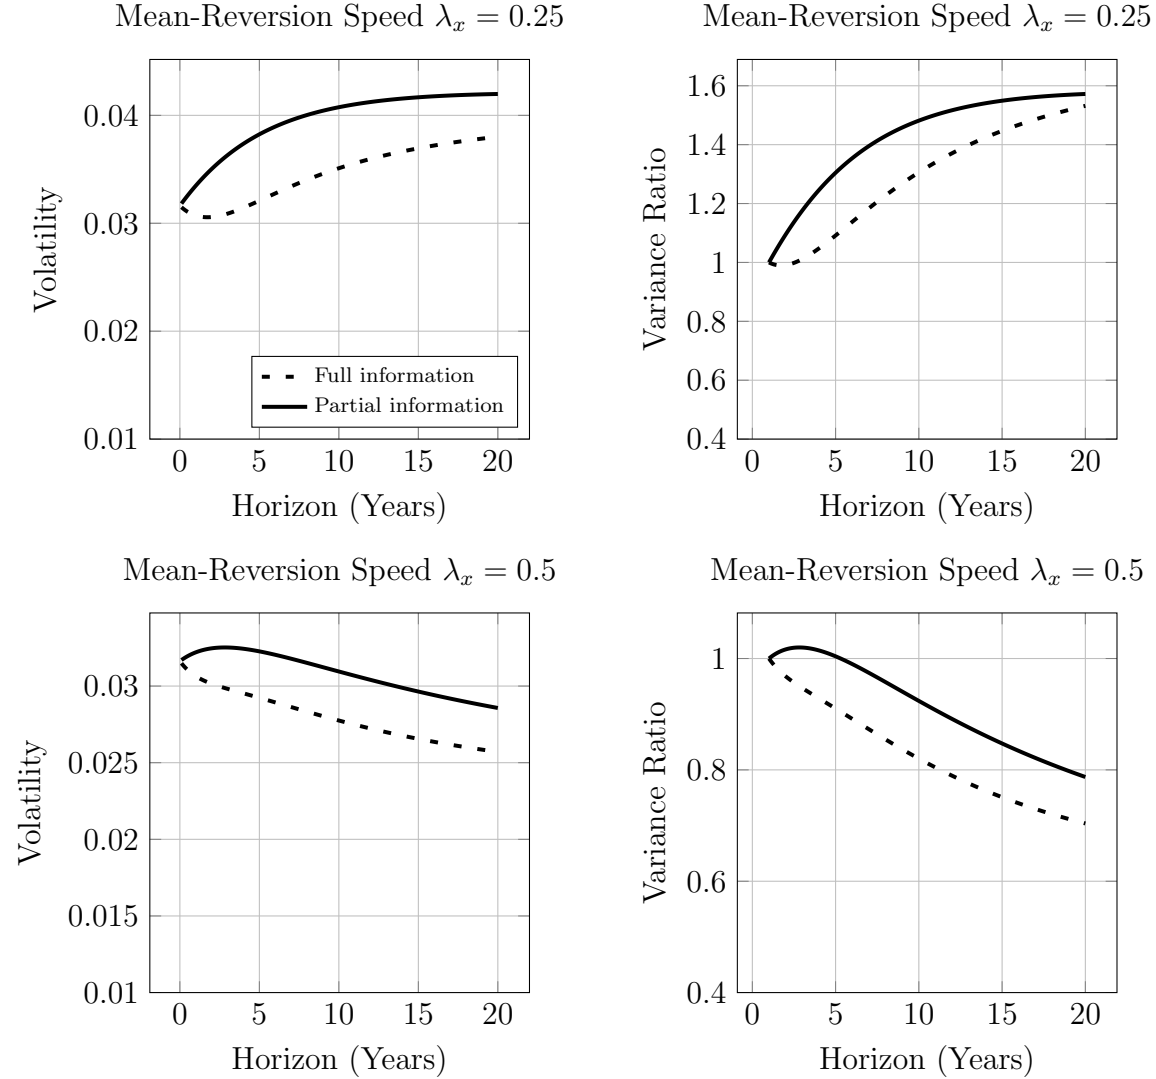 Mean-Reversion Speed λₓ = 0.25
Volatility
0.04
0.03
0.02
0.01
Full information
Partial information
0 5 10 15 20
Horizon (Years)
Mean-Reversion Speed λₓ = 0.25
Variance Ratio
1.6
1.4
1.2
1
0.8
0.6
0.4
0 5 10 15 20
Horizon (Years)
Mean-Reversion Speed λₓ = 0.5
Volatility
0.03
0.025
0.02
0.015
0.01
0 5 10 15 20
Horizon (Years)
Mean-Reversion Speed λₓ = 0.5
Variance Ratio
1
0.8
0.6
0.4
0 5 10 15 20
Horizon (Years)